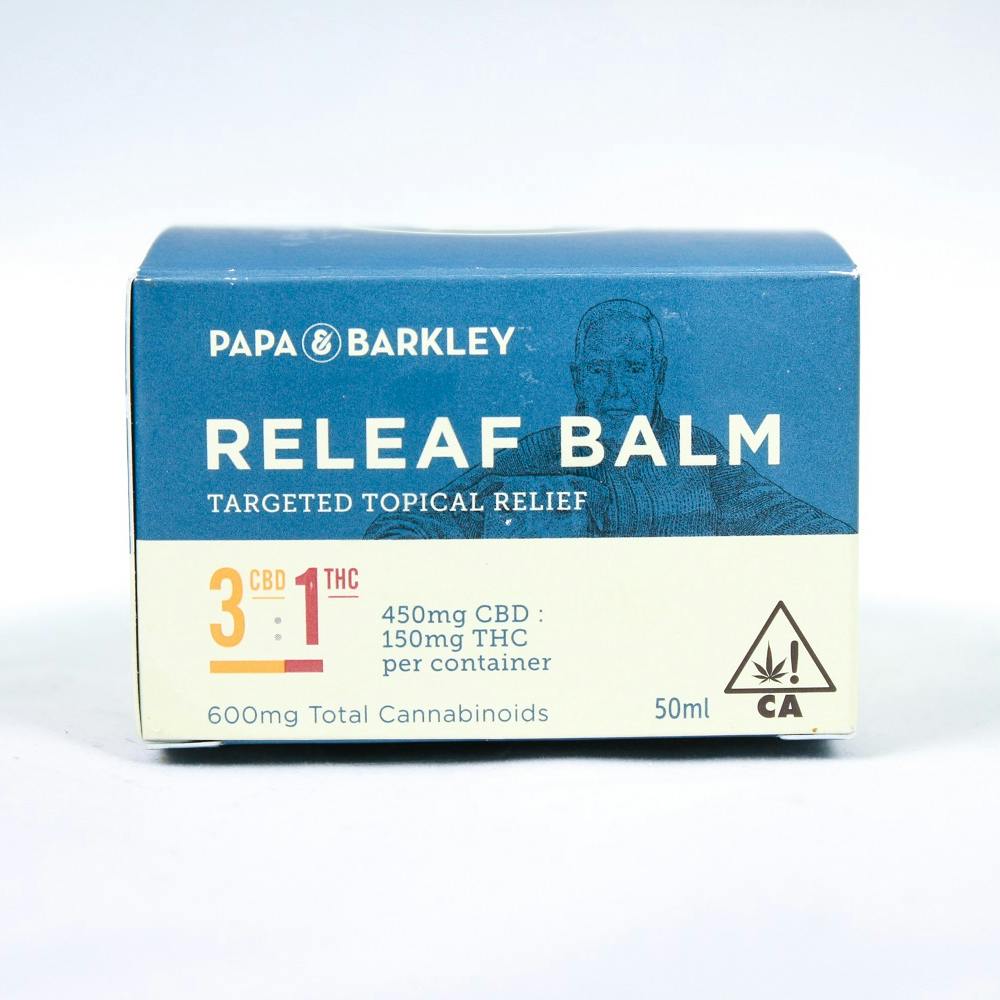 PAPA & BARKLEY
RELEAF BALM
TARGETED TOPICAL RELIEF
3 CBD : 1 THC
450mg CBD :
150mg THC
per container
600mg Total Cannabinoids
50ml
!
CA